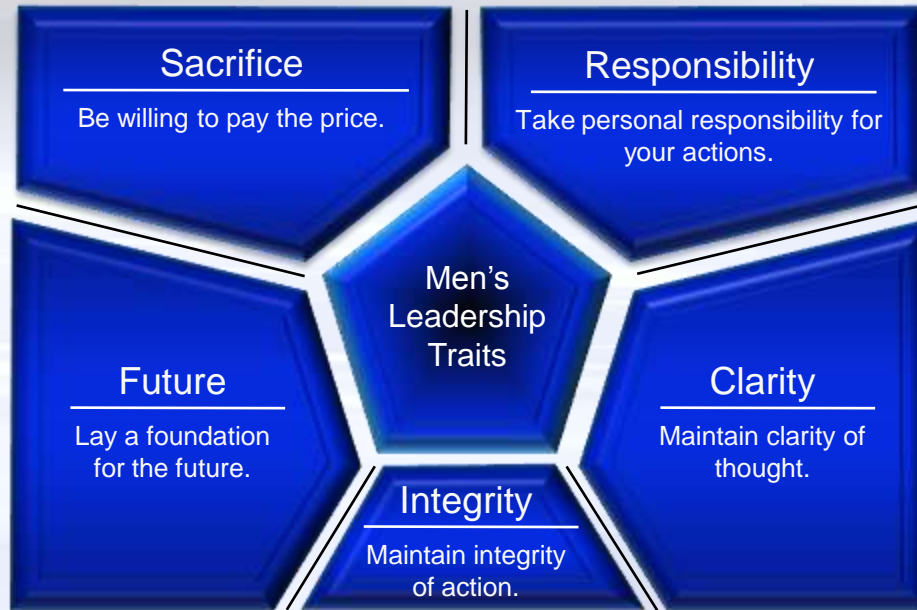 Sacrifice
Be willing to pay the price.
Responsibility
Take personal responsibility for
your actions.
Men’s
Leadership
Traits
Future
Lay a foundation
for the future.
Clarity
Maintain clarity of
thought.
Integrity
Maintain integrity
of action.